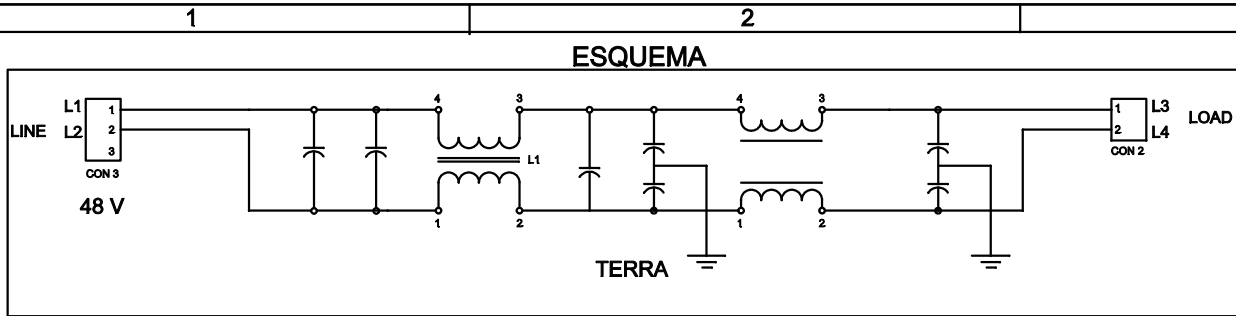 1 2
ESQUEMA
L1 1 4 3 4 3 1 L3
LINE L2 2 L1 2 L4 LOAD
3
CON 3 CON 2
48 V
1 2 1 2
TERRA